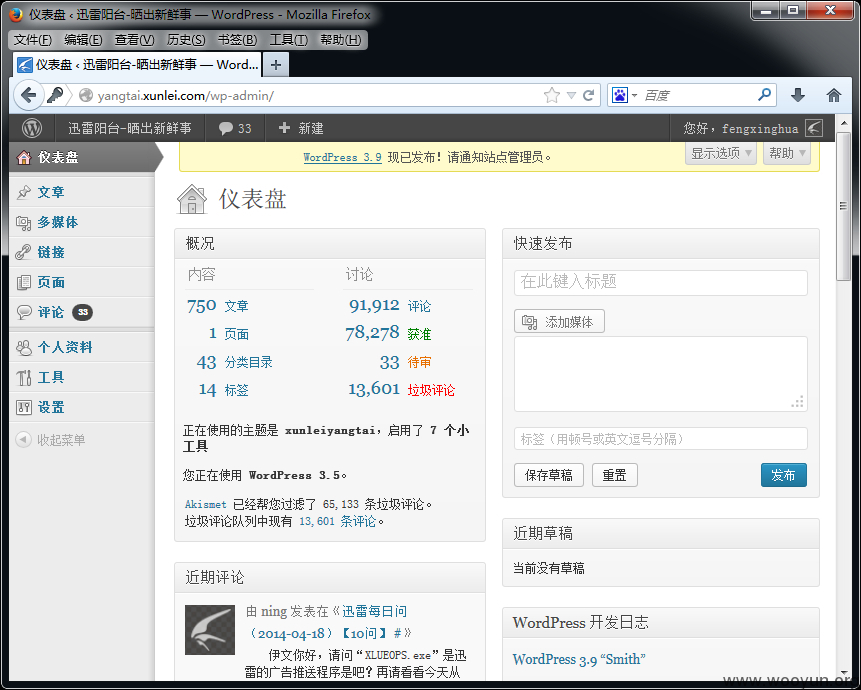 仪表盘 ‹ 迅雷阳台-晒出新鲜事 — WordPress - Mozilla Firefox
文件(F) 编辑(E) 查看(V) 历史(S) 书签(B) 工具(T) 帮助(H)
仪表盘 ‹ 迅雷阳台-晒出新鲜事 — Word...
yangtai.xunlei.com/wp-admin/
百度
迅雷阳台-晒出新鲜事 33 新建 您好，fengxinghua
仪表盘
文章
多媒体
链接
页面
评论 33
个人资料
工具
设置
收起菜单
WordPress 3.9 现已发布！请通知站点管理员。
显示选项 帮助
仪表盘
概况
内容 讨论
750 文章 91,912 评论
1 页面 78,278 获准
43 分类目录 33 待审
14 标签 13,601 垃圾评论
正在使用的主题是 xunleiyangtai，启用了 7 个小
工具
您正在使用 WordPress 3.5。
Akismet 已经帮您过滤了 65,133 条垃圾评论。
垃圾评论队列中现有 13,601 条评论。
近期评论
由 ning 发表在《迅雷每日问
（2014-04-18）【10问】 #》
伊文你好，请问“XLUEOPS.exe”是迅
雷的广告推送程序是吧？再请看看今天从
快速发布
在此键入标题
添加媒体
标签（用顿号或英文逗号分隔）
保存草稿 重置 发布
近期草稿
当前没有草稿
WordPress 开发日志
WordPress 3.9 “Smith”
www.wooyun.org